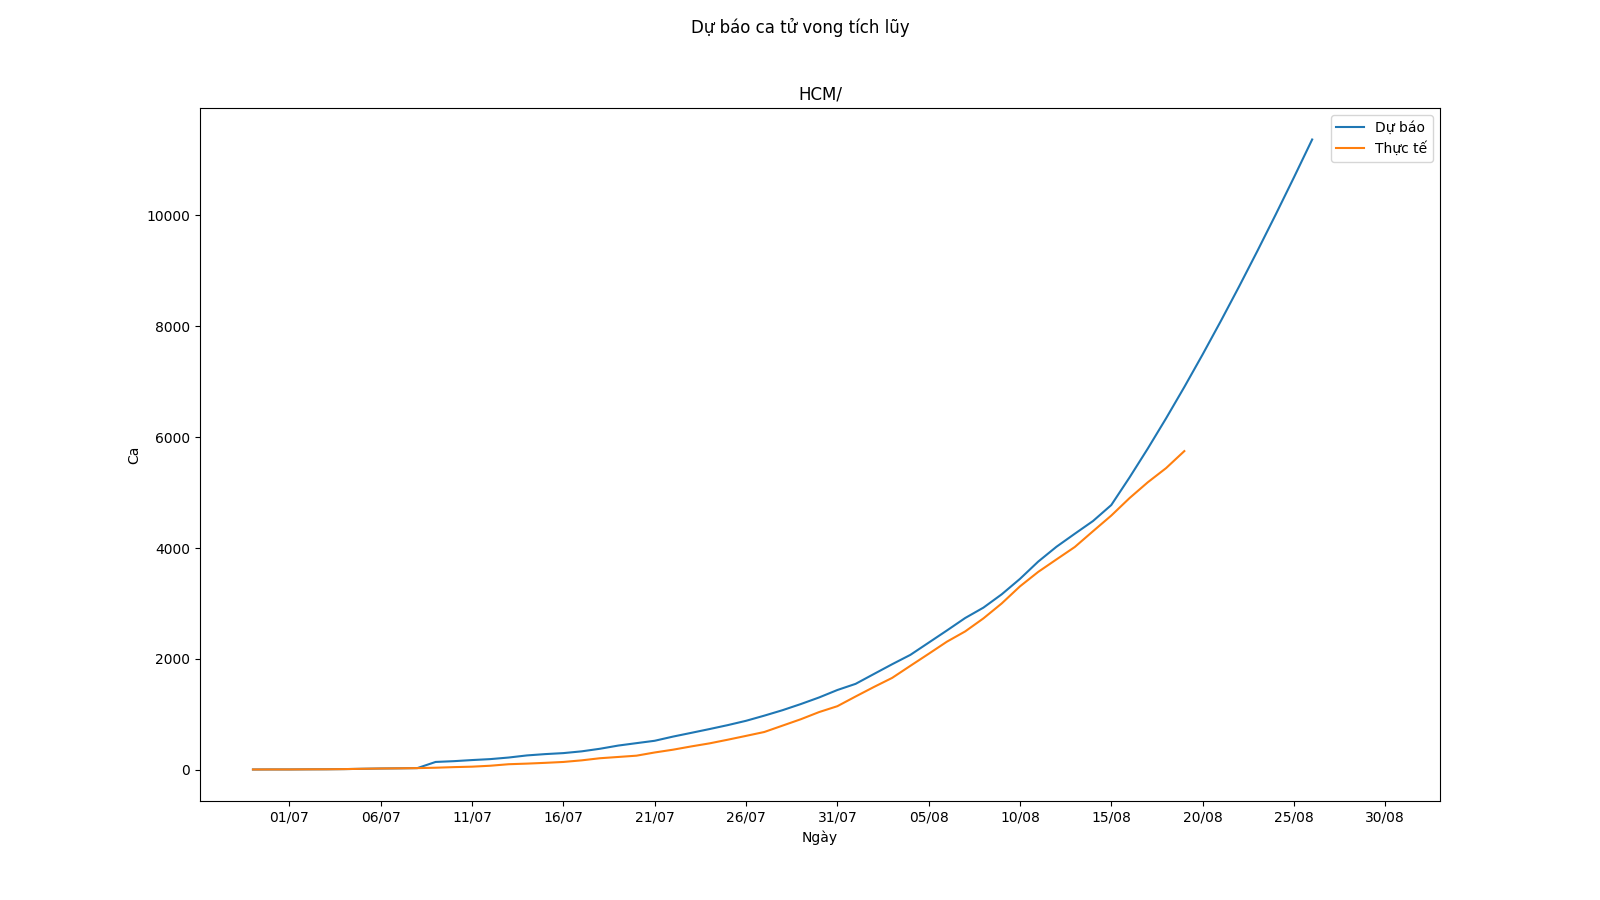 Dự báo ca tử vong tích lũy
HCM/
Dự báo
Thực tế
10000
8000
6000
4000
2000
0
Ca
01/07 06/07 11/07 16/07 21/07 26/07 31/07 05/08 10/08 15/08 20/08 25/08 30/08
Ngày